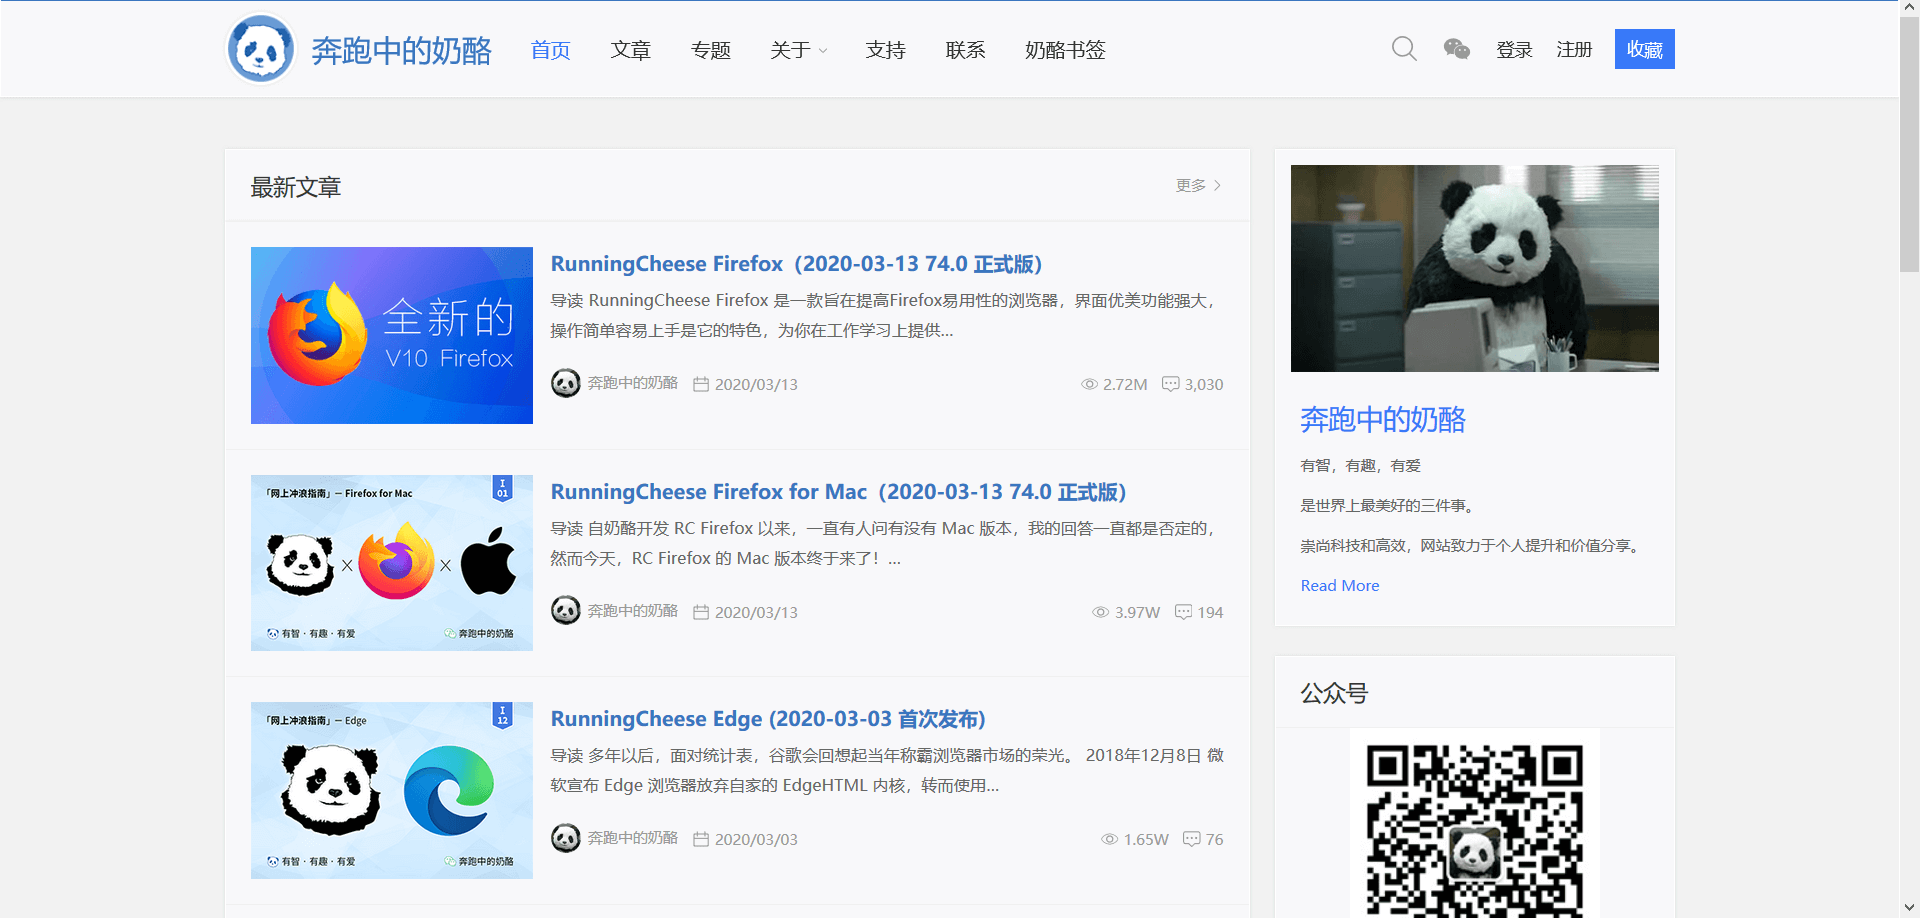 奔跑中的奶酪
首页 文章 专题 关于 支持 联系 奶酪书签
登录 注册 收藏
最新文章
更多
全新的
V10 Firefox
RunningCheese Firefox（2020-03-13 74.0 正式版）
导读 RunningCheese Firefox 是一款旨在提高Firefox易用性的浏览器，界面优美功能强大，
操作简单容易上手是它的特色，为你在工作学习上提供...
奔跑中的奶酪 2020/03/13 2.72M 3,030
「网上冲浪指南」— Firefox for Mac
I
01
X X
有智 · 有趣 · 有爱 奔跑中的奶酪
RunningCheese Firefox for Mac（2020-03-13 74.0 正式版）
导读 自奶酪开发 RC Firefox 以来，一直有人问有没有 Mac 版本，我的回答一直都是否定的，
然而今天，RC Firefox 的 Mac 版本终于来了！...
奔跑中的奶酪 2020/03/13 3.97W 194
「网上冲浪指南」— Edge
I
12
有智 · 有趣 · 有爱 奔跑中的奶酪
RunningCheese Edge (2020-03-03 首次发布)
导读 多年以后，面对统计表，谷歌会回想起当年称霸浏览器市场的荣光。 2018年12月8日 微
软宣布 Edge 浏览器放弃自家的 EdgeHTML 内核，转而使用...
奔跑中的奶酪 2020/03/03 1.65W 76
奔跑中的奶酪
有智，有趣，有爱
是世界上最美好的三件事。
崇尚科技和高效，网站致力于个人提升和价值分享。
Read More
公众号